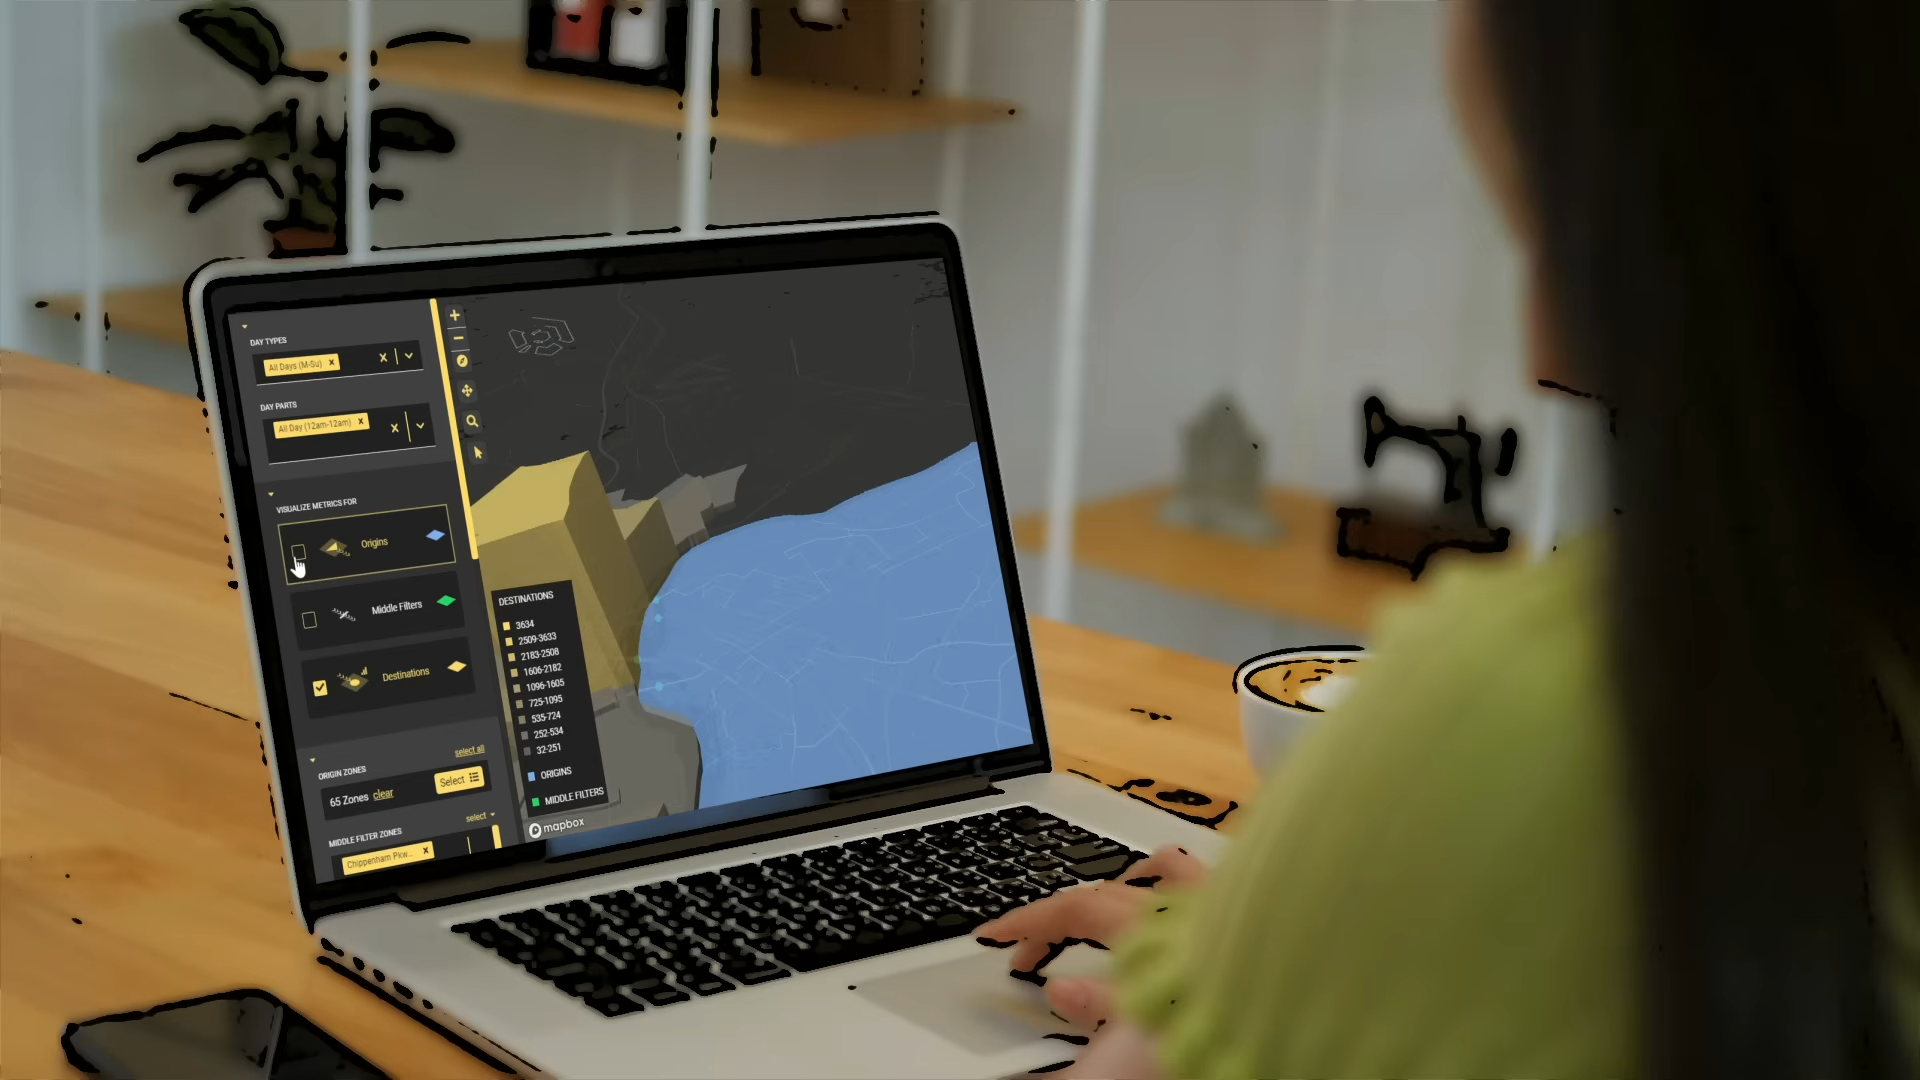 DAY TYPES
All Days (M-Su) x
DAY PARTS
All Day (12am-12am) x
VISUALIZE METRICS FOR
Origins
Middle Filters
Destinations
select all
ORIGIN ZONES
65 Zones clear
Select
select
MIDDLE FILTER ZONES
Chippenham Pkw... x
DESTINATIONS
3634
2509-3633
2183-2508
1606-2182
1096-1605
725-1095
535-724
252-534
32-251
ORIGINS
MIDDLE FILTERS
mapbox